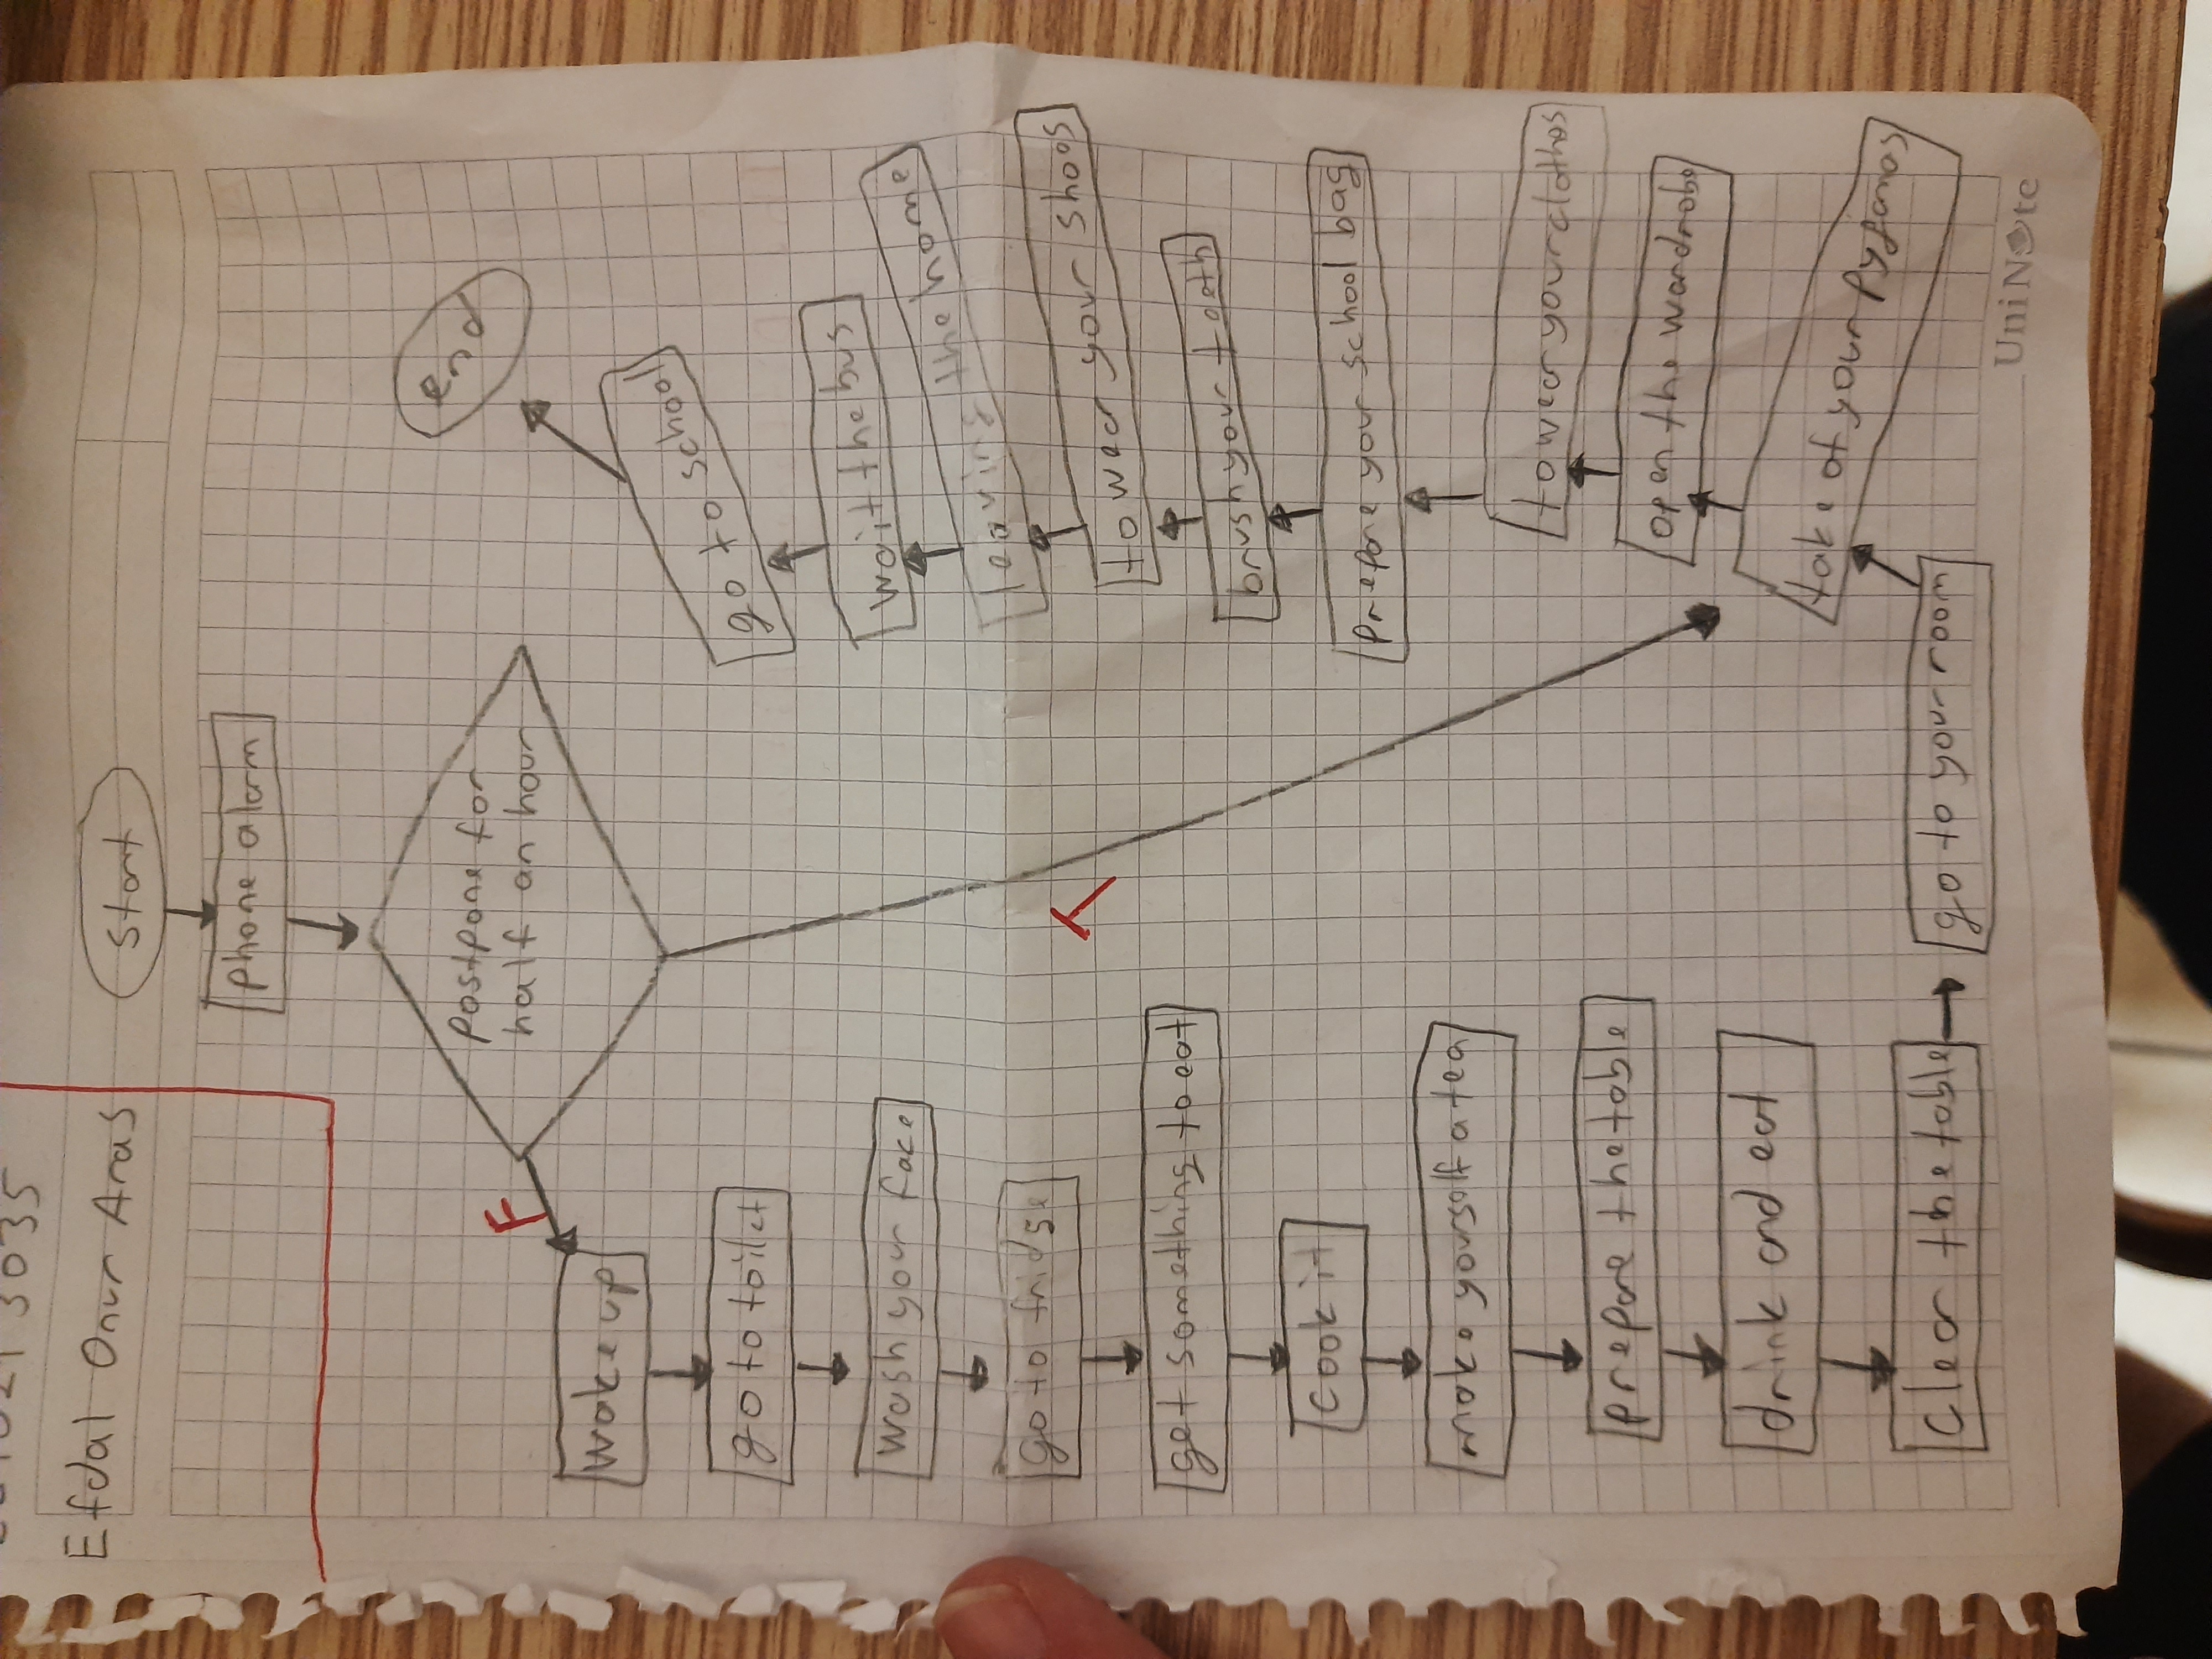 3035
Efdal Onur Aras
start
phone alarm
postpone for
half an hour
F
wake up
go to toilet
wash your face
go to fridge
get something to eat
cook it
make yourself a tea
prepare the table
drink and eat
clear the table
go to your room
T
take of your pyjamas
open the wardrobe
to wear your clothes
prepare your school bag
brush your teeth
to wear your shoes
leaving the home
wait the bus
go to school
end
UniNote